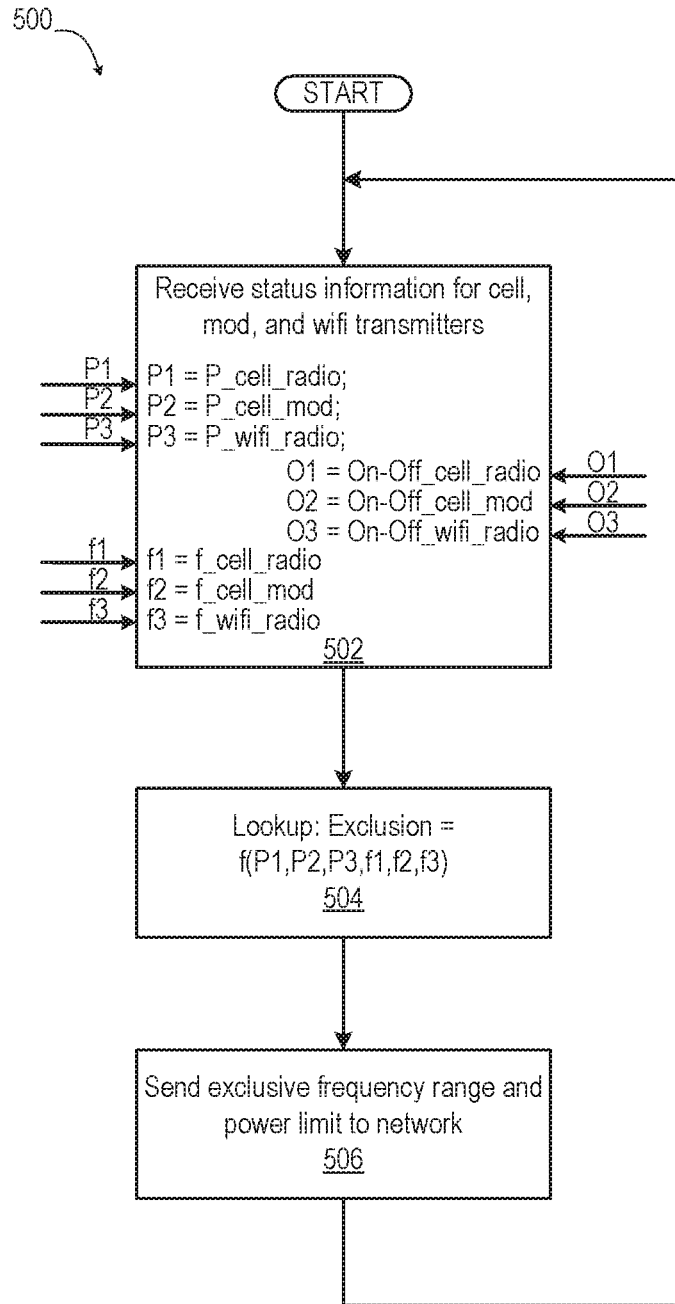 500
START
Receive status information for cell,
mod, and wifi transmitters
P1
P1 = P_cell_radio;
P2
P2 = P_cell_mod;
P3
P3 = P_wifi_radio;
O1 = On-Off_cell_radio
O1
O2 = On-Off_cell_mod
O2
O3 = On-Off_wifi_radio
O3
f1
f1 = f_cell_radio
f2
f2 = f_cell_mod
f3
f3 = f_wifi_radio
502
Lookup: Exclusion =
f(P1,P2,P3,f1,f2,f3)
504
Send exclusive frequency range and
power limit to network
506